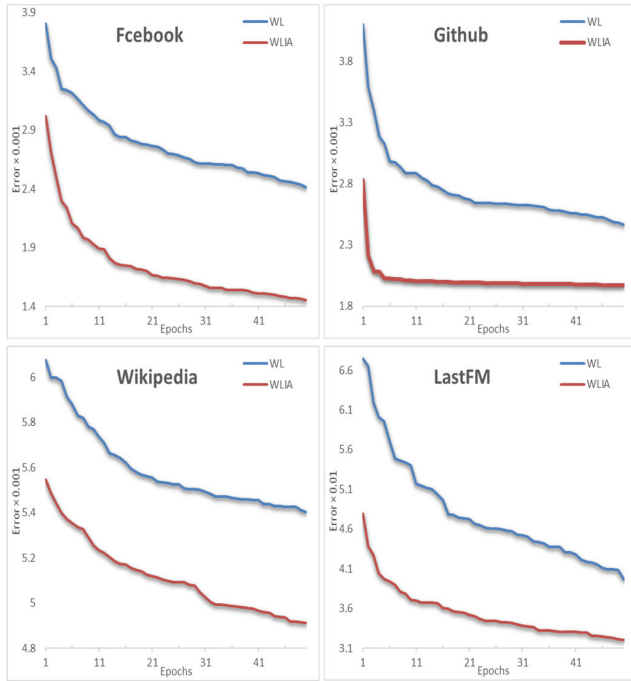 Fcebook
WL
WLIA
Error × 0.001
3.9
3.4
2.9
2.4
1.9
1.4
1 11 21 31 41
Epochs
Github
WL
WLIA
Error × 0.001
3.8
3.3
2.8
2.3
1.8
1 11 21 31 41
Epochs
Wikipedia
WL
WLIA
Error × 0.001
6
5.8
5.6
5.4
5.2
5
4.8
1 11 21 31 41
Epochs
LastFM
WL
WLIA
Error × 0.01
6.6
6.1
5.6
5.1
4.6
4.1
3.6
3.1
1 11 21 31 41
Epochs